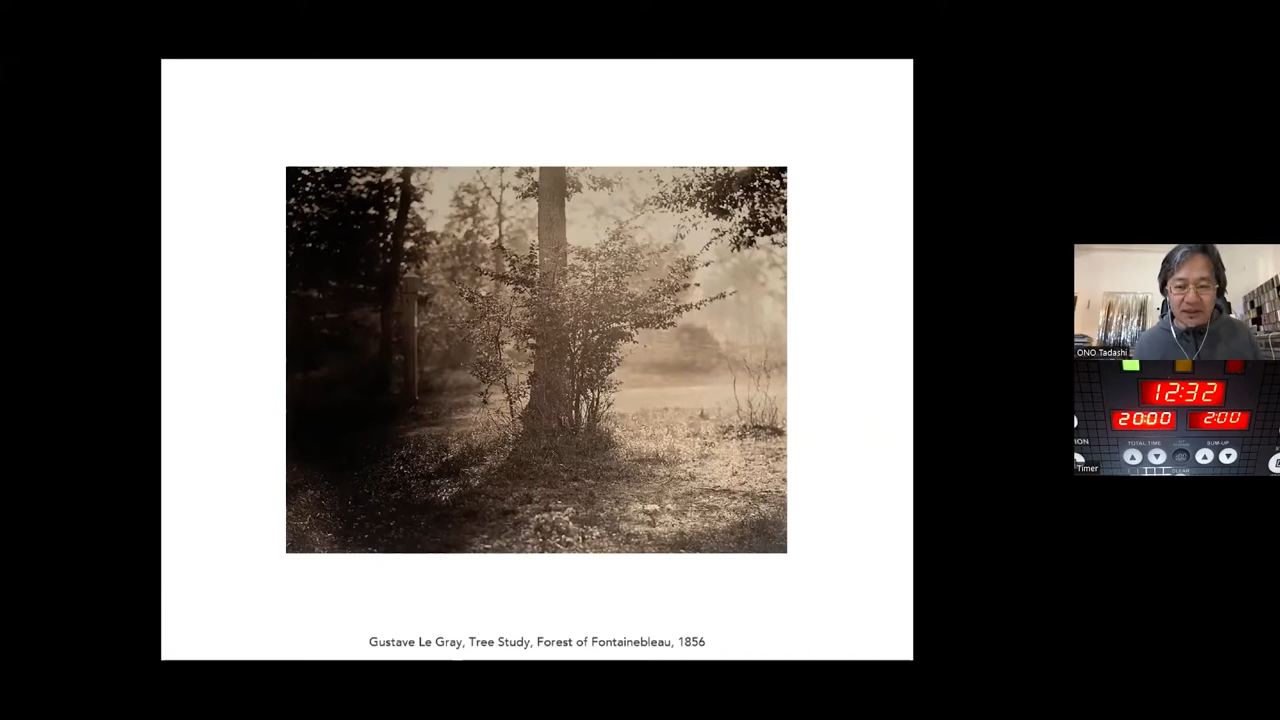 Gustave Le Gray, Tree Study, Forest of Fontainebleau, 1856
ONO Tadashi
12:32
20:00 2:00
TOTAL TIME SUM-UP
CLEAR
Timer